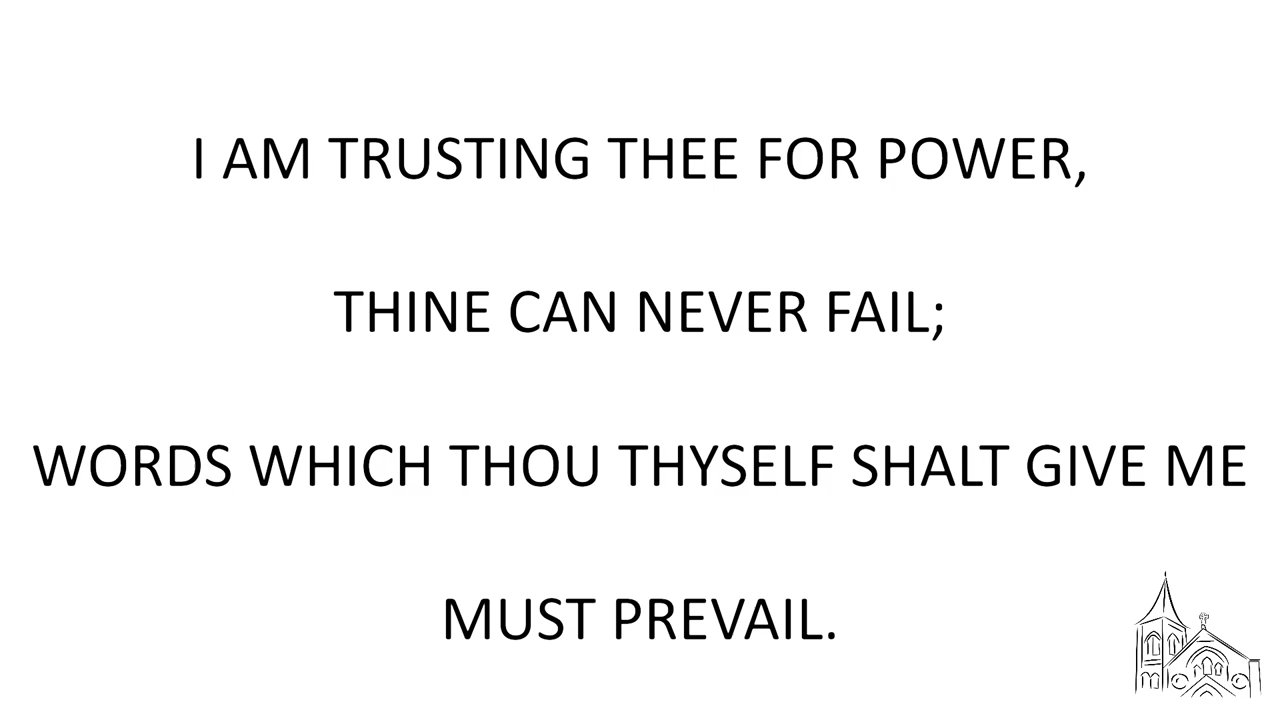 I AM TRUSTING THEE FOR POWER,
THINE CAN NEVER FAIL;
WORDS WHICH THOU THYSELF SHALT GIVE ME
MUST PREVAIL.